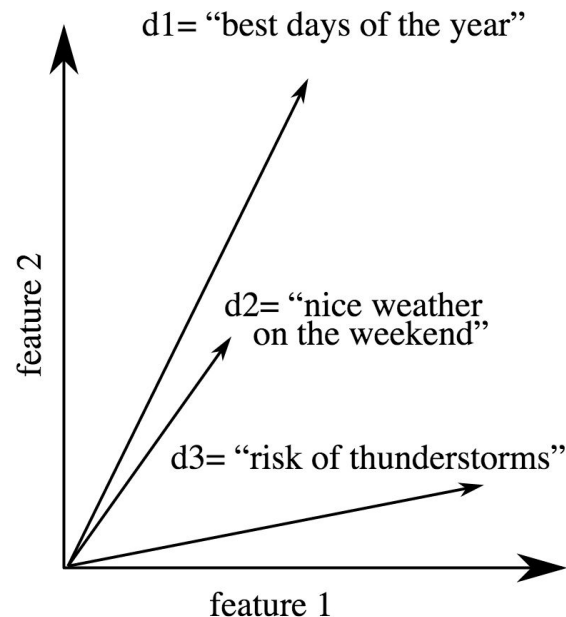 d1= “best days of the year”
feature 2
d2= “nice weather
on the weekend”
d3= “risk of thunderstorms”
feature 1